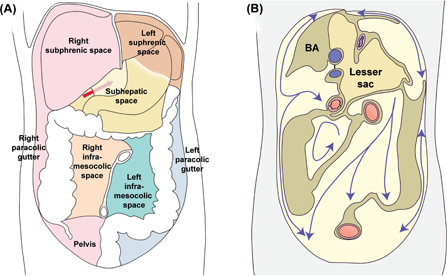 (A)
Right
subphrenic space
Left
suphrenic
space
Subhepatic
space
Right
paracolic
gutter
Right
infra-
mesocolic
space
Left
infra-
mesocolic
space
Left paracolic
gutter
Pelvis
(B)
BA
Lesser
sac